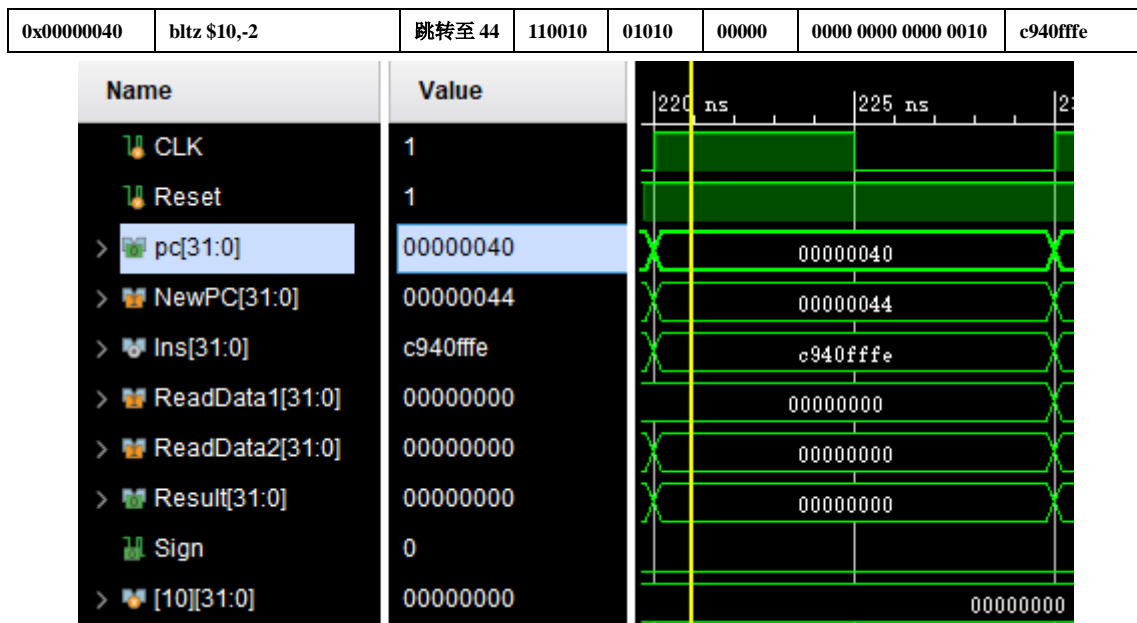 0x00000040 bltz $10,-2 跳转至 44 110010 01010 00000 0000 0000 0000 0010 c940fffe
Name Value 220 ns 225 ns
CLK 1
Reset 1
> pc[31:0] 00000040 00000040
> NewPC[31:0] 00000044 00000044
> Ins[31:0] c940fffe c940fffe
> ReadData1[31:0] 00000000 00000000
> ReadData2[31:0] 00000000 00000000
> Result[31:0] 00000000 00000000
Sign 0
> [10][31:0] 00000000 00000000